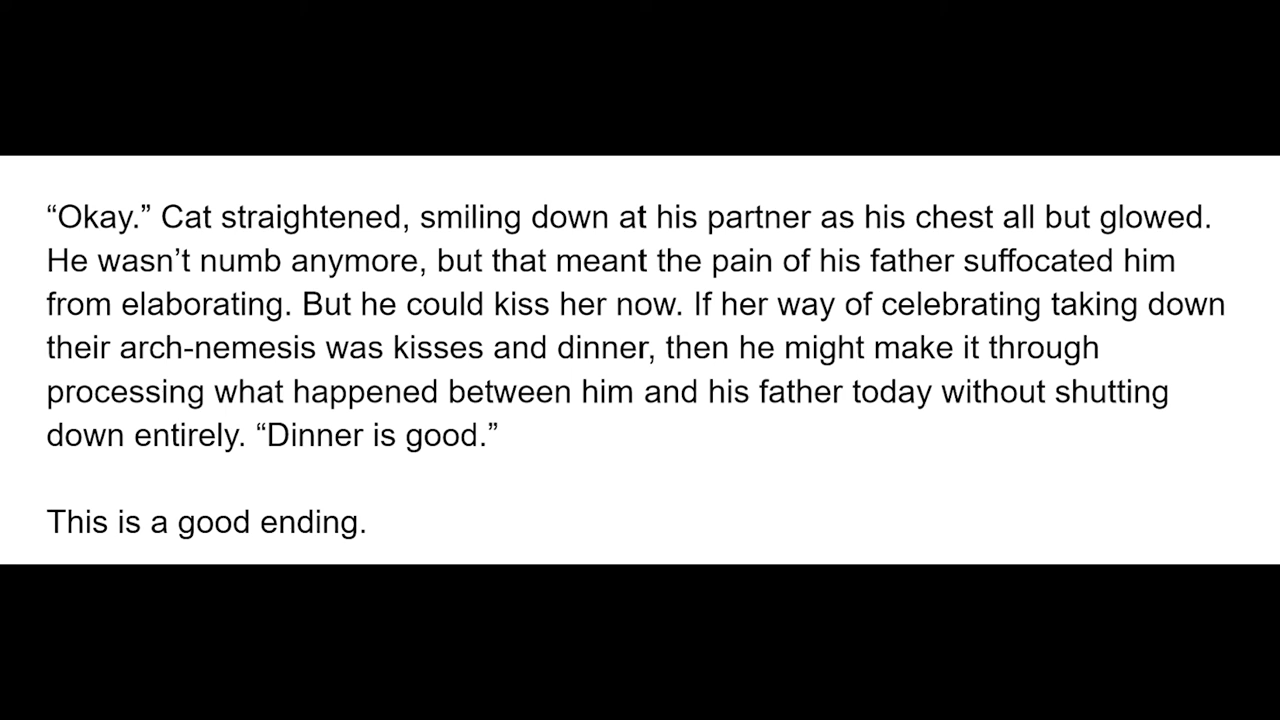 “Okay.” Cat straightened, smiling down at his partner as his chest all but glowed.
He wasn’t numb anymore, but that meant the pain of his father suffocated him
from elaborating. But he could kiss her now. If her way of celebrating taking down
their arch-nemesis was kisses and dinner, then he might make it through
processing what happened between him and his father today without shutting
down entirely. “Dinner is good.”
This is a good ending.